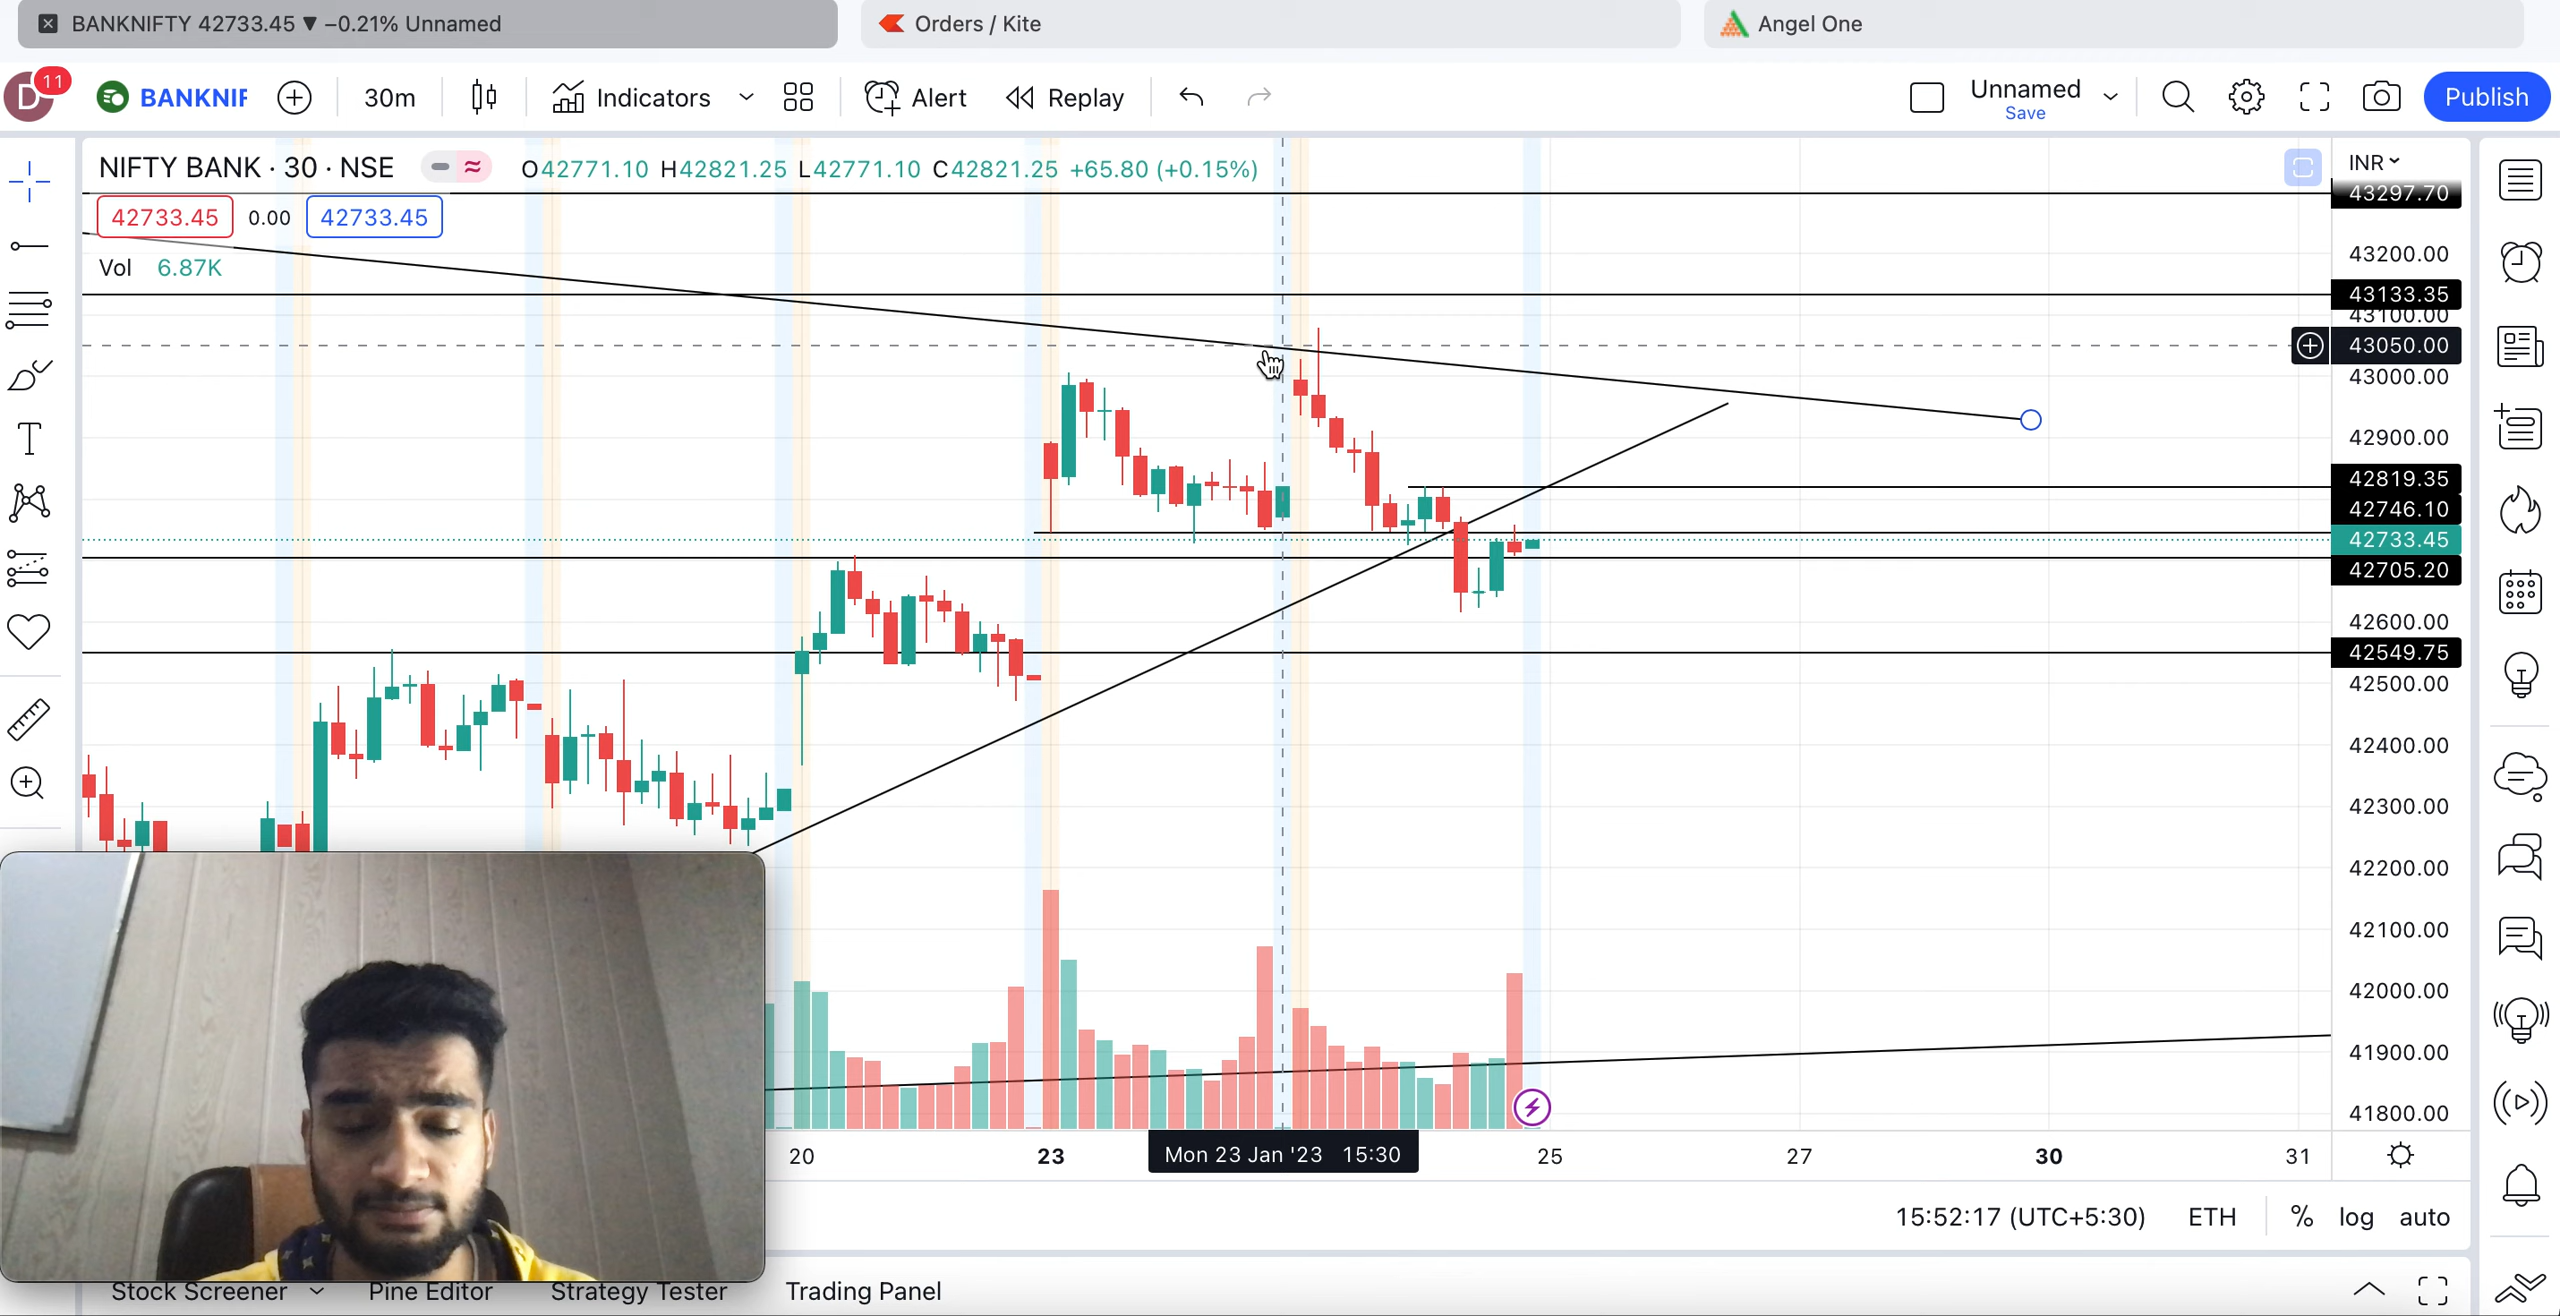 BANKNIFTY 42733.45 ▼ −0.21% Unnamed
Orders / Kite
Angel One
D
11
BANKNIF
30m
Indicators
Alert
Replay
Unnamed
Save
Publish
NIFTY BANK · 30 · NSE
O42771.10 H42821.25 L42771.10 C42821.25 +65.80 (+0.15%)
INR
42733.45
0.00
42733.45
Vol 6.87K
43297.70
43200.00
43133.35
43100.00
43050.00
43000.00
42900.00
42819.35
42746.10
42733.45
42705.20
42600.00
42549.75
42500.00
42400.00
42300.00
42200.00
42100.00
42000.00
41900.00
41800.00
20
23
Mon 23 Jan '23 15:30
25
27
30
31
15:52:17 (UTC+5:30)
ETH
%
log
auto
Stock Screener
Pine Editor
Strategy Tester
Trading Panel